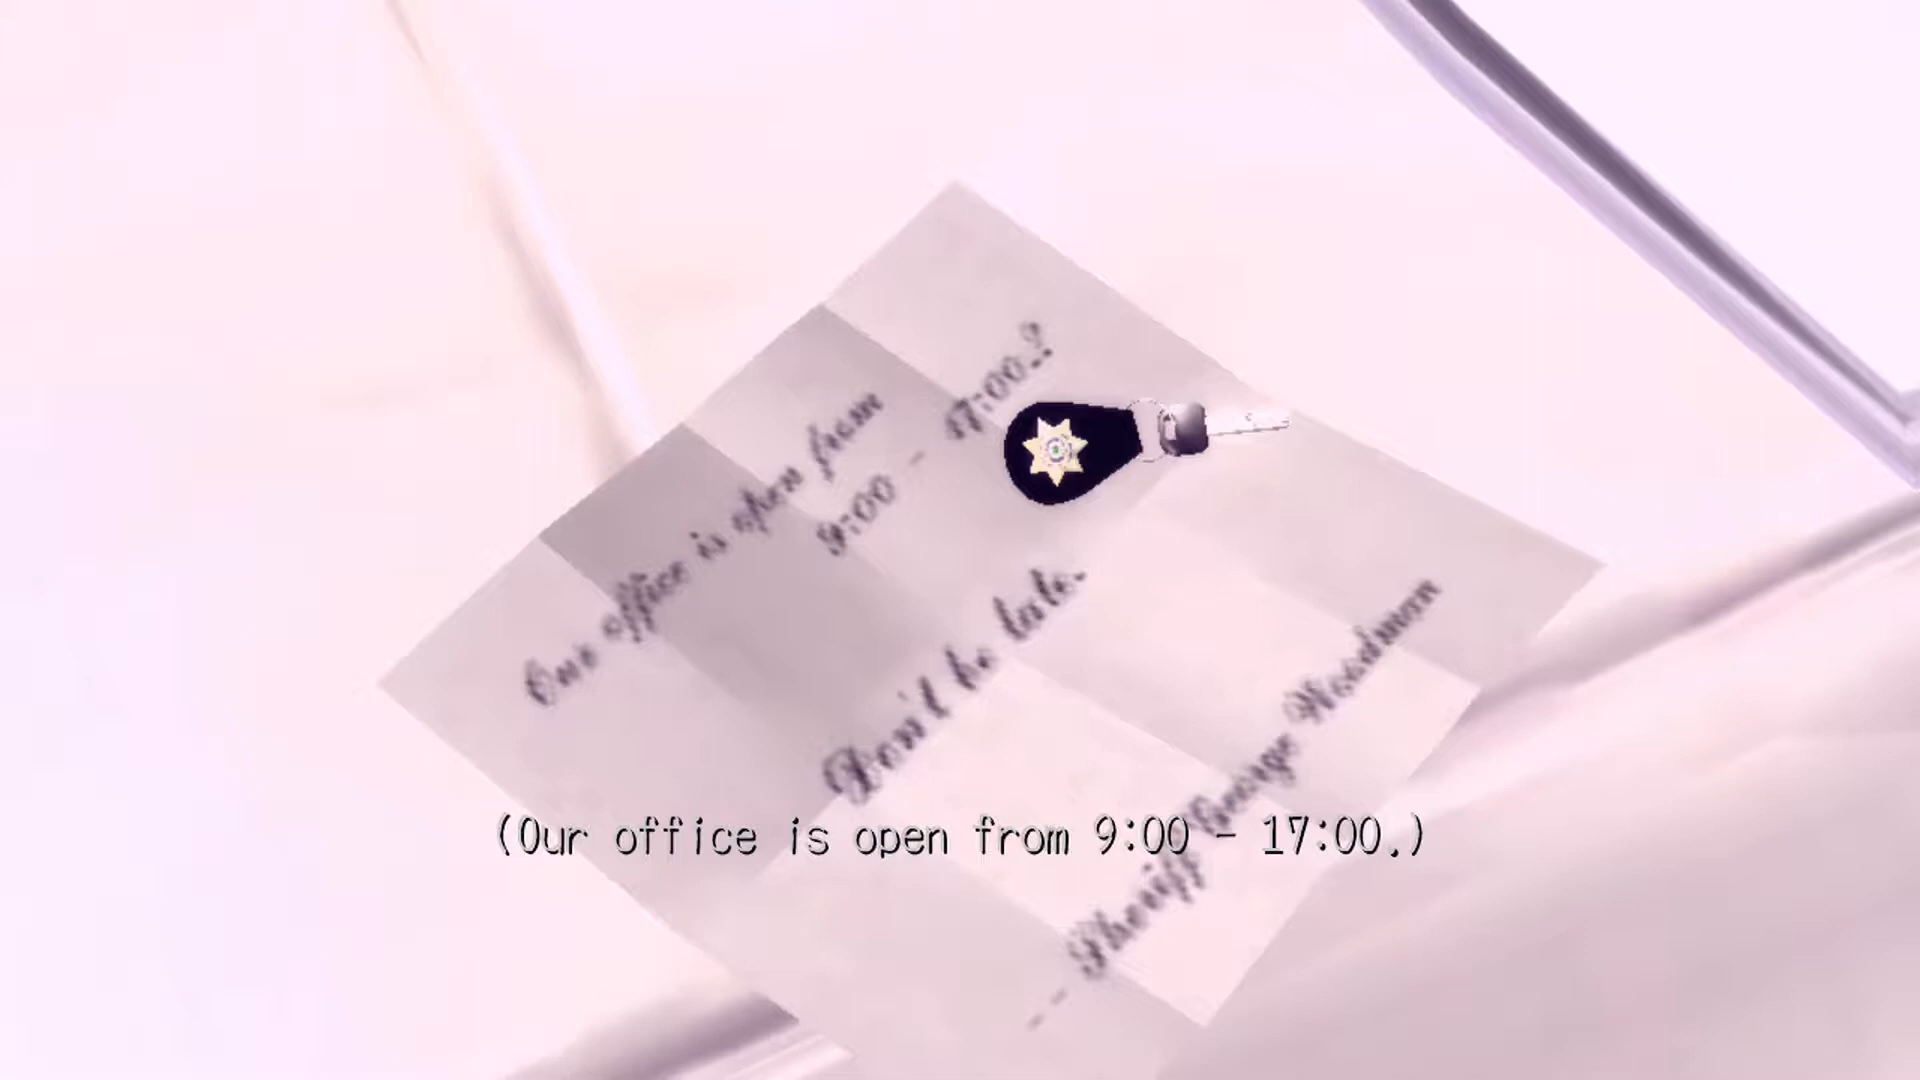 Our office is open from
9:00 - 17:00.
Don't be late.
-- Sheriff George Woodman
(Our office is open from 9:00 - 17:00.)